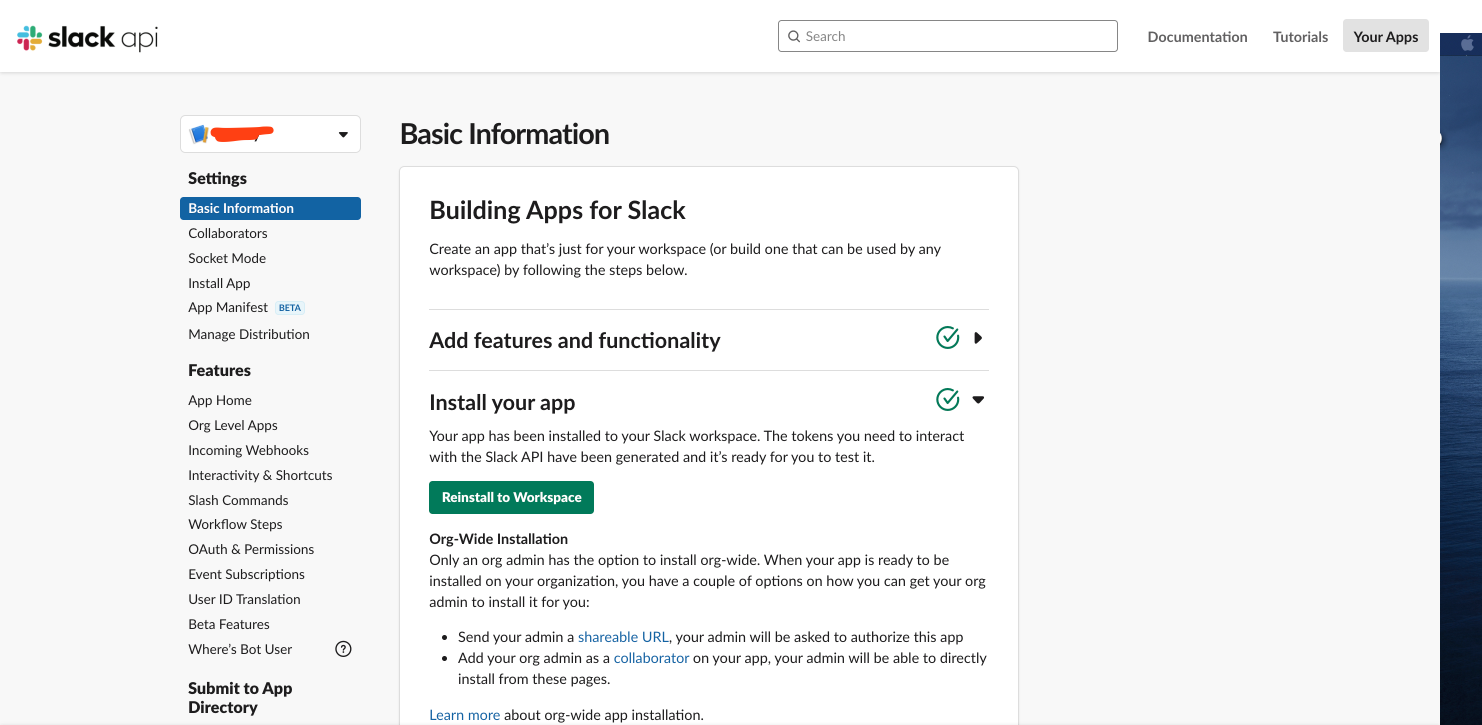 slack api
Search
Documentation
Tutorials
Your Apps
Settings
Basic Information
Collaborators
Socket Mode
Install App
App Manifest BETA
Manage Distribution
Features
App Home
Org Level Apps
Incoming Webhooks
Interactivity & Shortcuts
Slash Commands
Workflow Steps
OAuth & Permissions
Event Subscriptions
User ID Translation
Beta Features
Where's Bot User ?
Submit to App
Directory
Basic Information
Building Apps for Slack
Create an app that's just for your workspace (or build one that can be used by any
workspace) by following the steps below.
Add features and functionality
Install your app
Your app has been installed to your Slack workspace. The tokens you need to interact
with the Slack API have been generated and it's ready for you to test it.
Reinstall to Workspace
Org-Wide Installation
Only an org admin has the option to install org-wide. When your app is ready to be
installed on your organization, you have a couple of options on how you can get your org
admin to install it for you:
• Send your admin a shareable URL, your admin will be asked to authorize this app
• Add your org admin as a collaborator on your app, your admin will be able to directly
install from these pages.
Learn more about org-wide app installation.